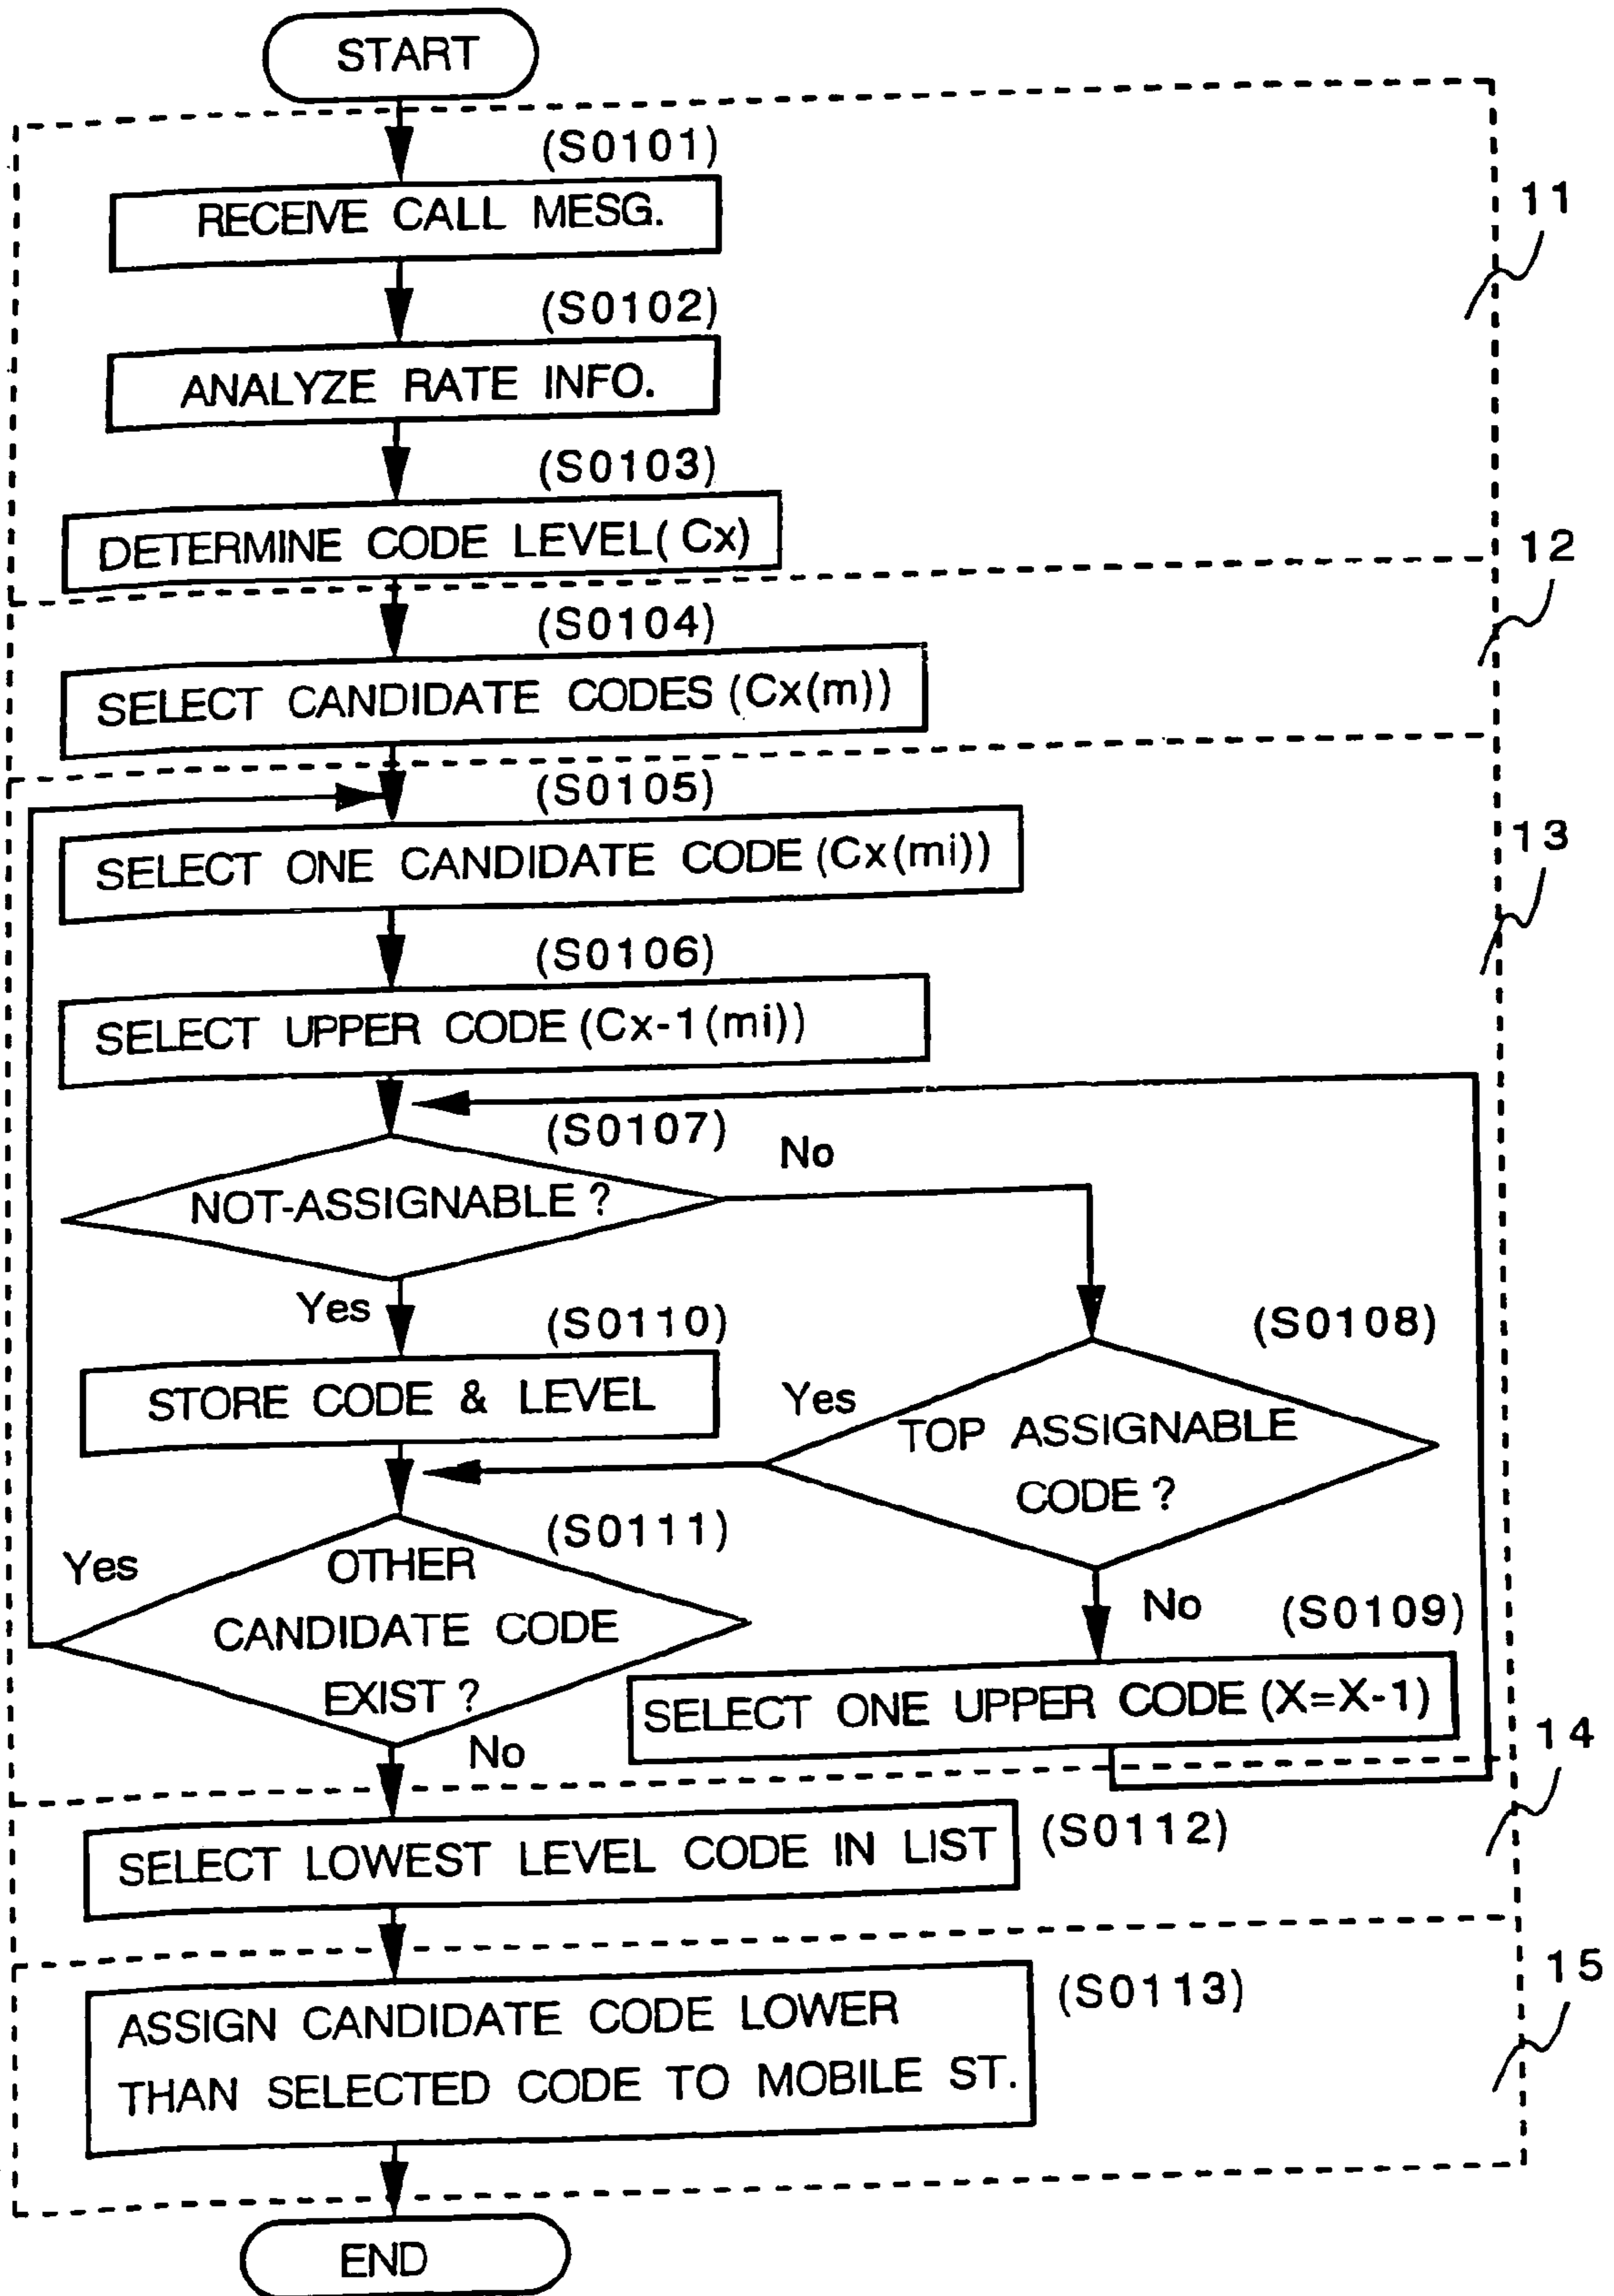 START
(S0101)
11
RECEIVE CALL MESG.
(S0102)
ANALYZE RATE INFO.
(S0103)
DETERMINE CODE LEVEL(Cx)
12
(S0104)
SELECT CANDIDATE CODES (Cx(m))
(S0105)
13
SELECT ONE CANDIDATE CODE (Cx(mi))
(S0106)
SELECT UPPER CODE (Cx-1(mi))
(S0107)
No
NOT-ASSIGNABLE ?
Yes
(S0110)
(S0108)
STORE CODE & LEVEL
Yes
TOP ASSIGNABLE
CODE ?
(S0111)
Yes
OTHER
CANDIDATE CODE
EXIST ?
No
(S0109)
SELECT ONE UPPER CODE (X=X-1)
No
14
SELECT LOWEST LEVEL CODE IN LIST
(S0112)
15
(S0113)
ASSIGN CANDIDATE CODE LOWER
THAN SELECTED CODE TO MOBILE ST.
END